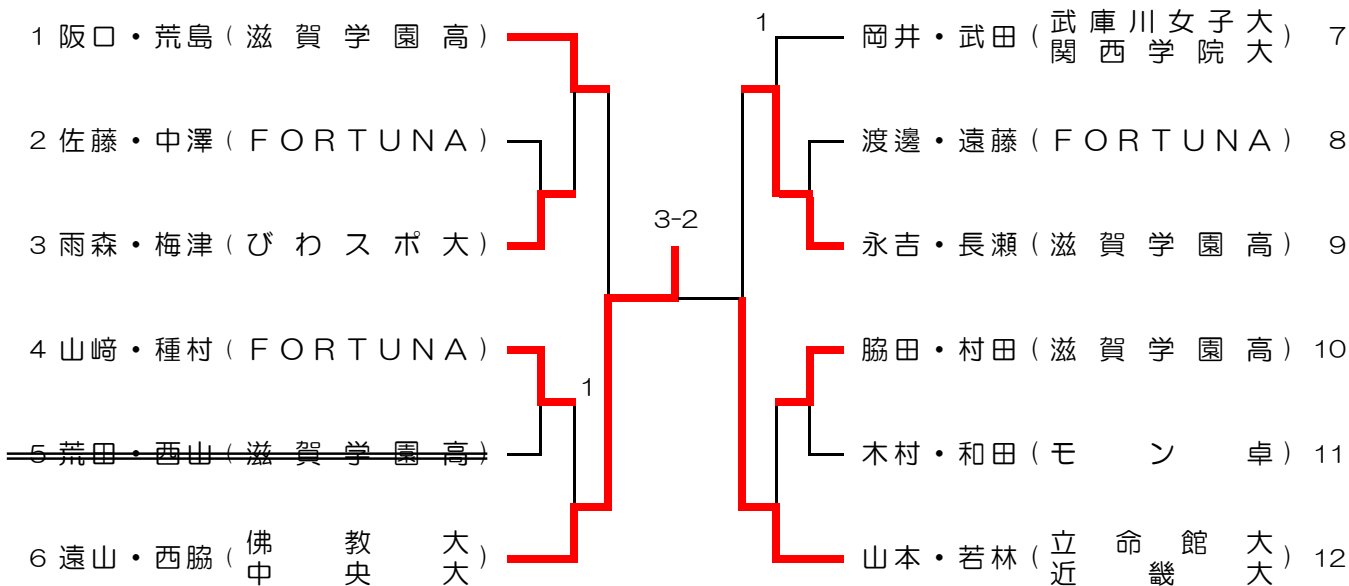 1 阪口・荒島 ( 滋賀学園高 )
2 佐藤・中澤 ( FORTUNA )
3 雨森・梅津 ( びわスポ大 )
4 山﨑・種村 ( FORTUNA )
1
5 荒田・西山 ( 滋賀学園高 )
6 遠山・西脇 ( 佛教大
中央大 )
3-2
1
岡井・武田 ( 武庫川女子大
関西学院大 ) 7
渡邊・遠藤 ( FORTUNA ) 8
永吉・長瀬 ( 滋賀学園高 ) 9
脇田・村田 ( 滋賀学園高 ) 10
木村・和田 ( モン卓 ) 11
山本・若林 ( 立命館大
近畿大 ) 12